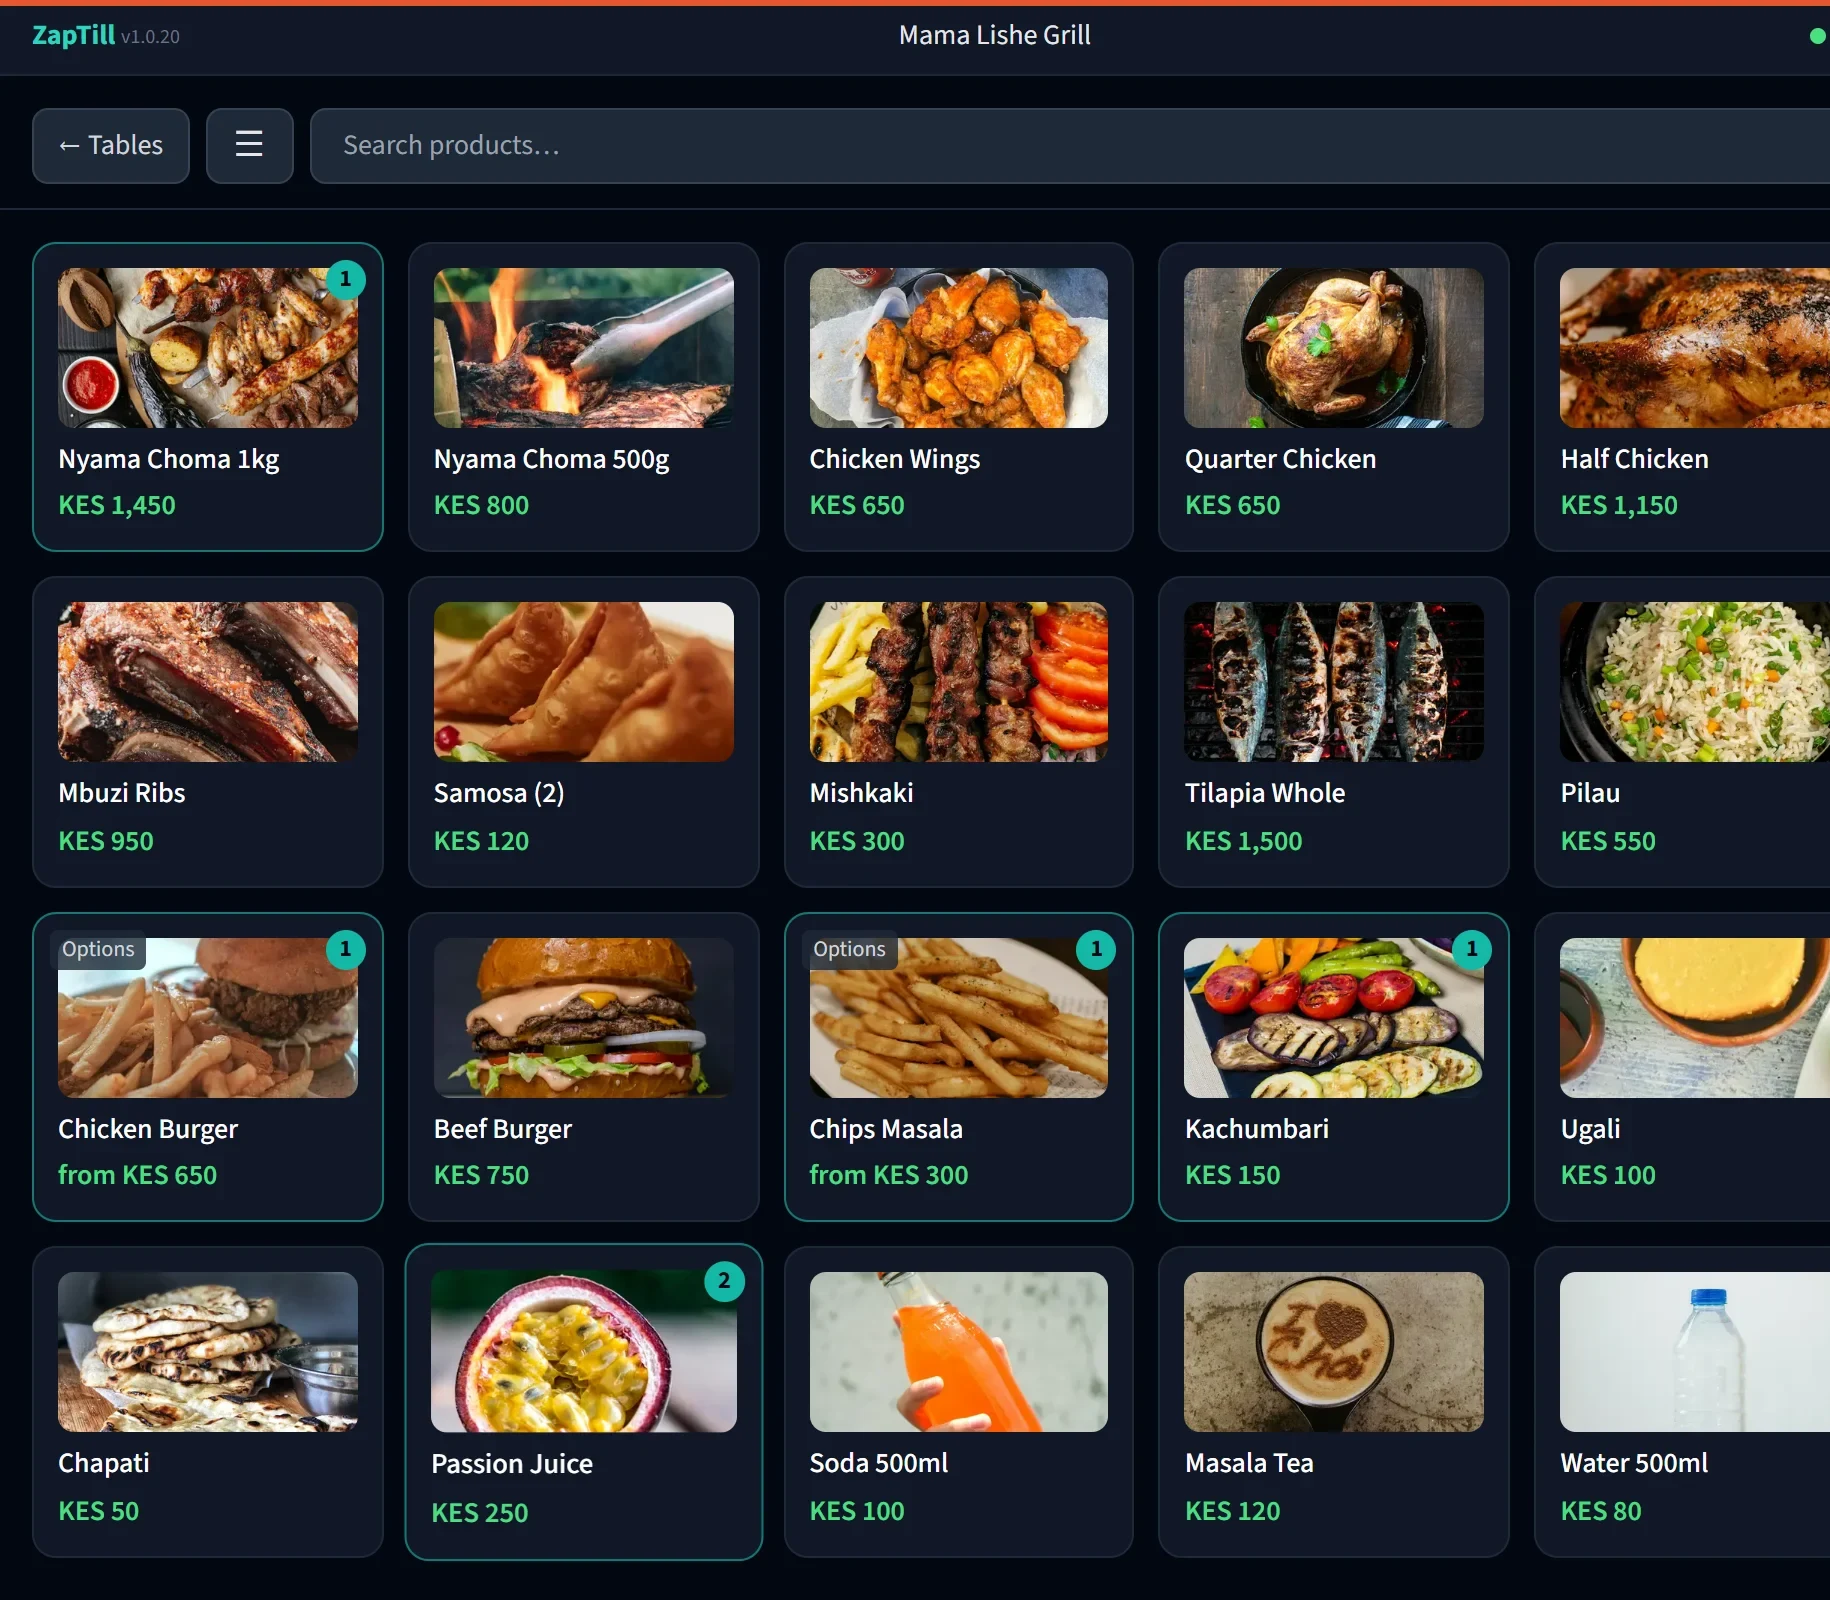 ZapTill v1.0.20
Mama Lishe Grill
← Tables
☰
Search products…
1
Nyama Choma 1kg
KES 1,450
Nyama Choma 500g
KES 800
Chicken Wings
KES 650
Quarter Chicken
KES 650
Half Chicken
KES 1,150
Mbuzi Ribs
KES 950
Samosa (2)
KES 120
Mishkaki
KES 300
Tilapia Whole
KES 1,500
Pilau
KES 550
Options
1
Chicken Burger
from KES 650
Beef Burger
KES 750
Options
1
Chips Masala
from KES 300
1
Kachumbari
KES 150
Ugali
KES 100
Chapati
KES 50
2
Passion Juice
KES 250
Soda 500ml
KES 100
I
Chai
Masala Tea
KES 120
Water 500ml
KES 80